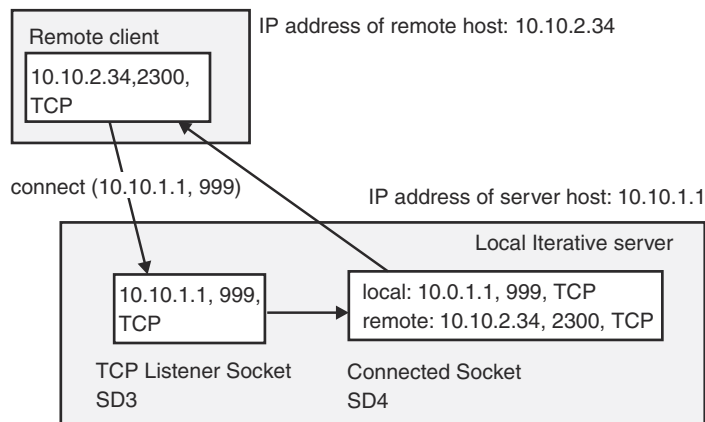 IP address of remote host: 10.10.2.34
Remote client
10.10.2.34,2300,
TCP
connect (10.10.1.1, 999)
IP address of server host: 10.10.1.1
Local Iterative server
10.10.1.1, 999,
TCP
local: 10.0.1.1, 999, TCP
remote: 10.10.2.34, 2300, TCP
TCP Listener Socket
SD3
Connected Socket
SD4